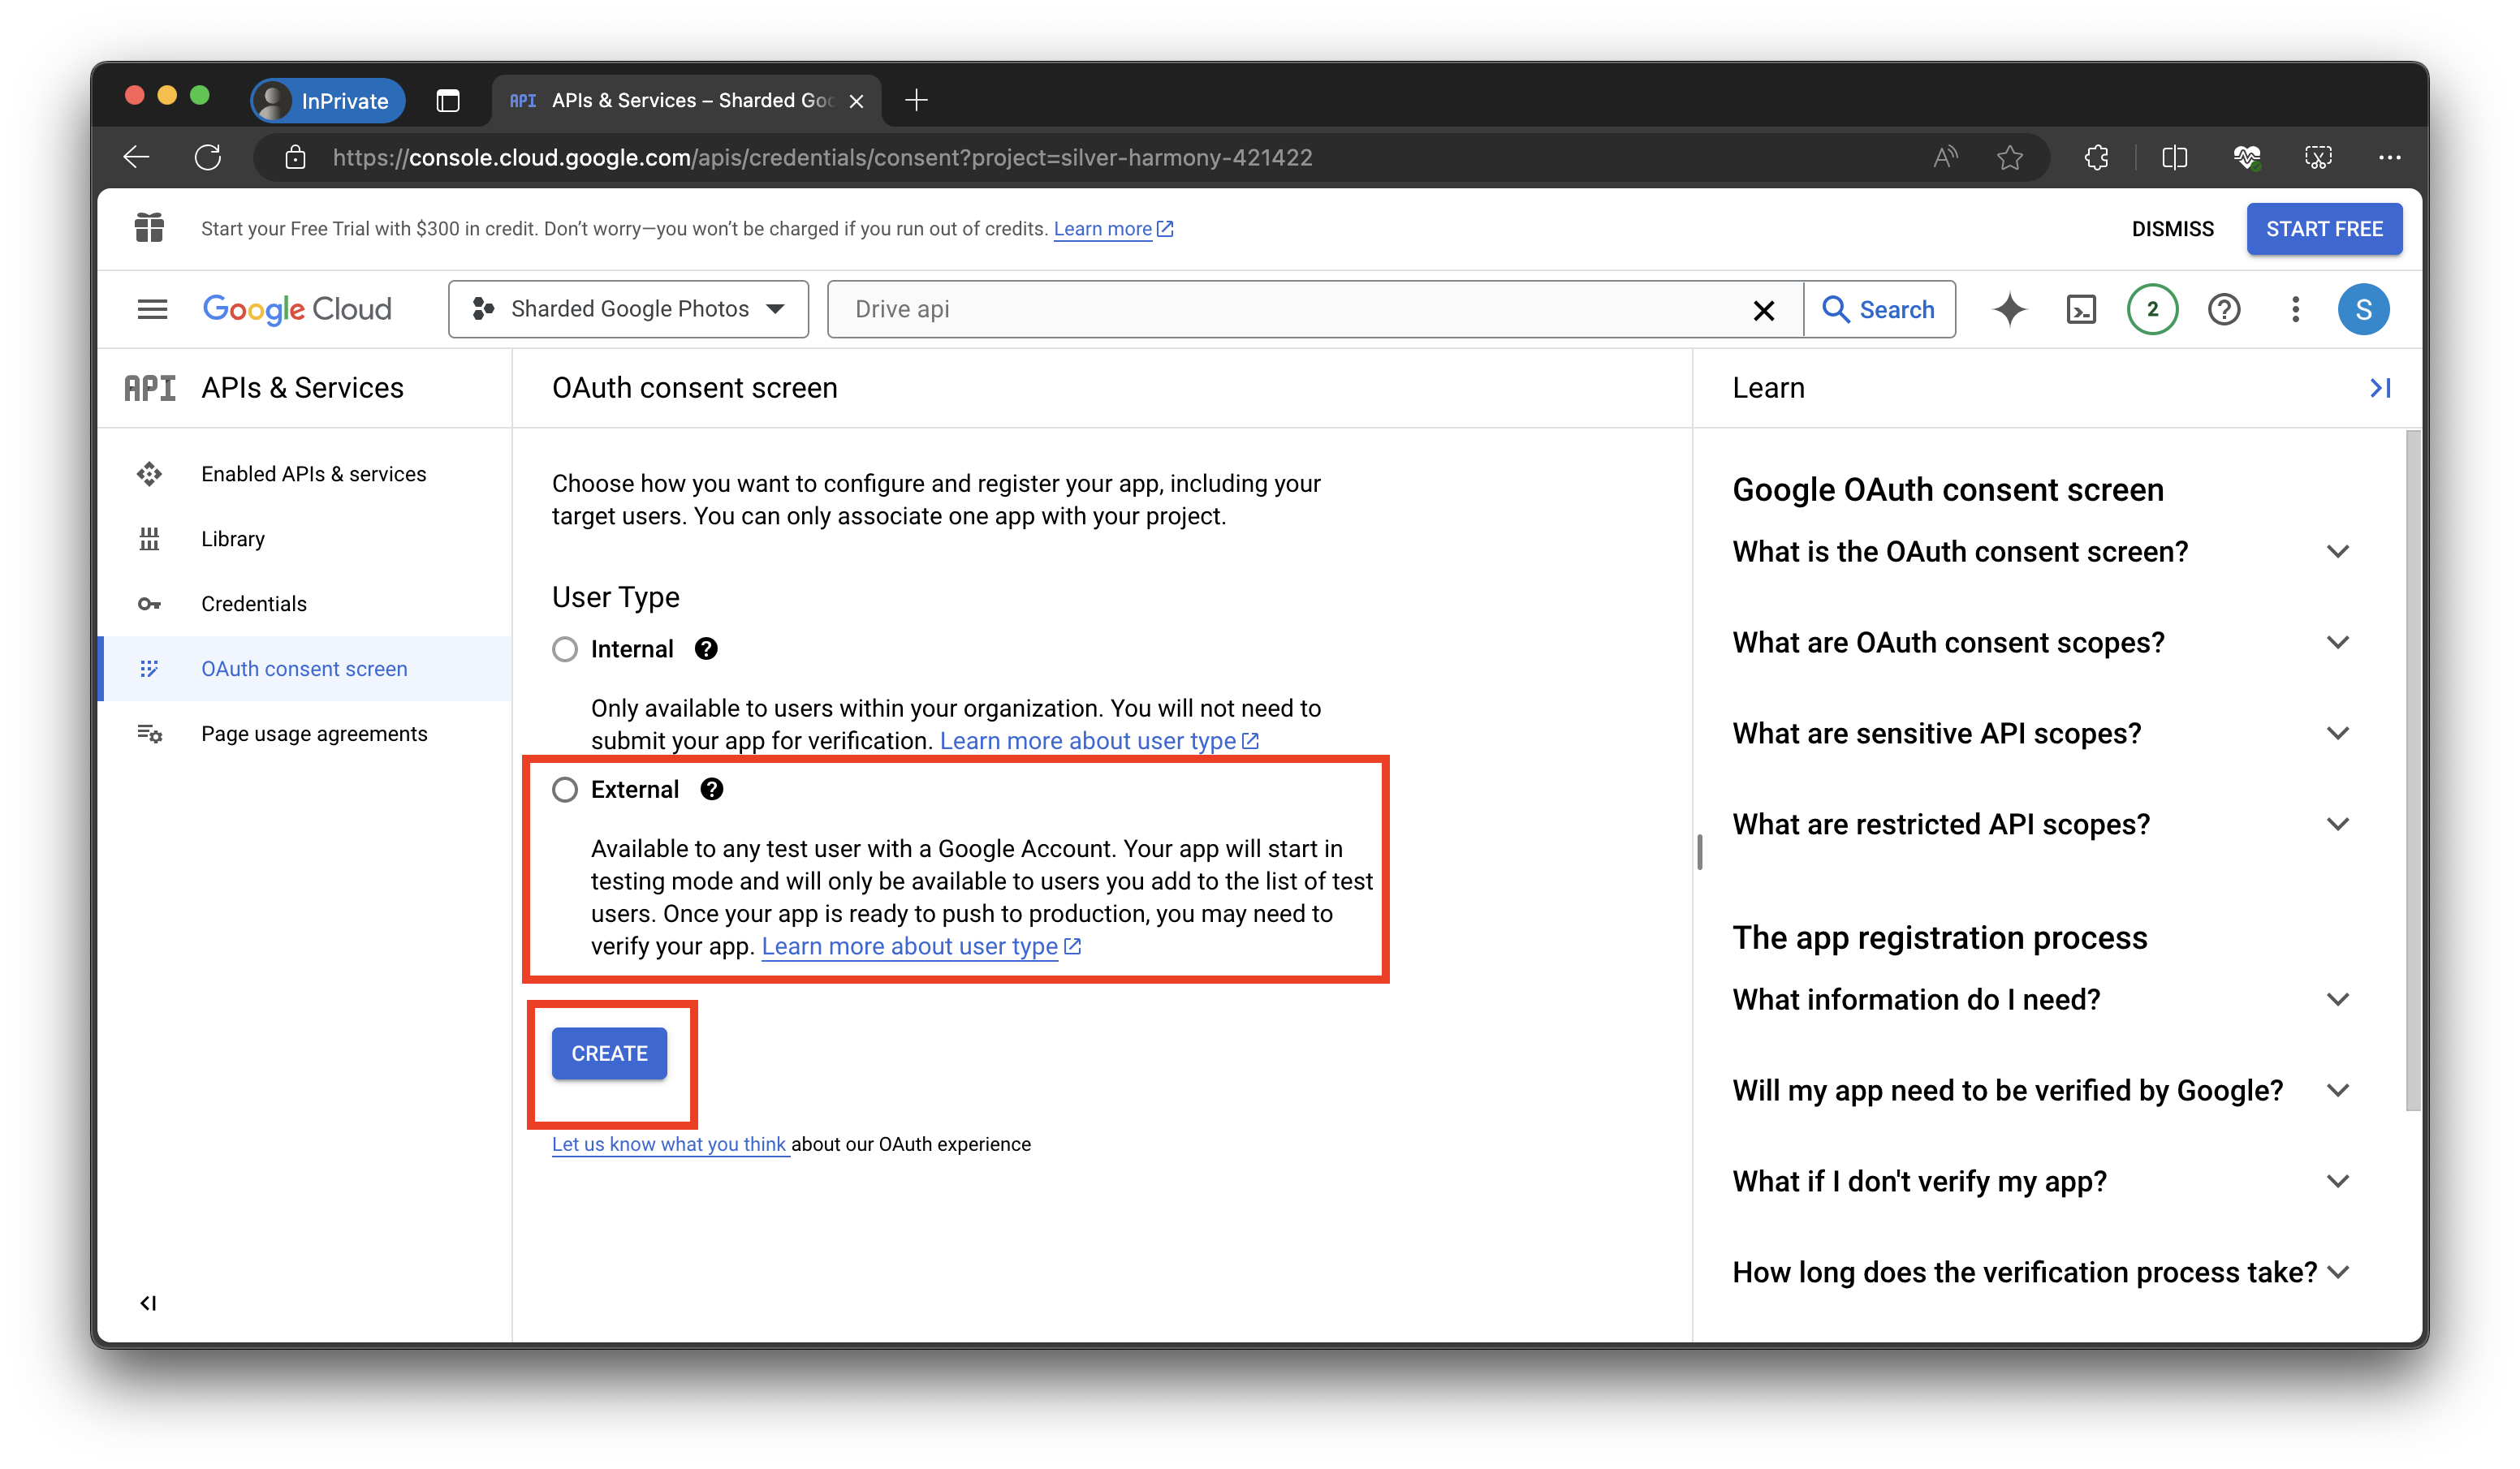 InPrivate
API APIs & Services – Sharded Goo
https://console.cloud.google.com/apis/credentials/consent?project=silver-harmony-421422
Start your Free Trial with $300 in credit. Don’t worry—you won’t be charged if you run out of credits. Learn more
DISMISS
START FREE
Google Cloud
Sharded Google Photos
Drive api
Search
2
S
API APIs & Services
Enabled APIs & services
Library
Credentials
OAuth consent screen
Page usage agreements
OAuth consent screen
Choose how you want to configure and register your app, including your
target users. You can only associate one app with your project.
User Type
Internal
Only available to users within your organization. You will not need to
submit your app for verification. Learn more about user type
External
Available to any test user with a Google Account. Your app will start in
testing mode and will only be available to users you add to the list of test
users. Once your app is ready to push to production, you may need to
verify your app. Learn more about user type
CREATE
Let us know what you think about our OAuth experience
Learn
Google OAuth consent screen
What is the OAuth consent screen?
What are OAuth consent scopes?
What are sensitive API scopes?
What are restricted API scopes?
The app registration process
What information do I need?
Will my app need to be verified by Google?
What if I don't verify my app?
How long does the verification process take?